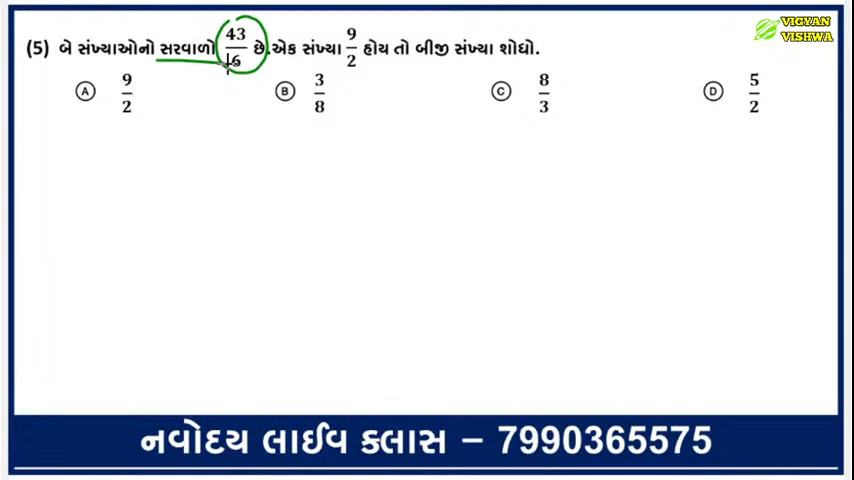 VIGYAN
VISHWA
(5) બે સંખ્યાઓનો સરવાળો 43/6 છે.એક સંખ્યા 9/2 હોય તો બીજી સંખ્યા શોધો.
A 9/2 B 3/8 C 8/3 D 5/2
નવોદય લાઈવ ક્લાસ – 7990365575